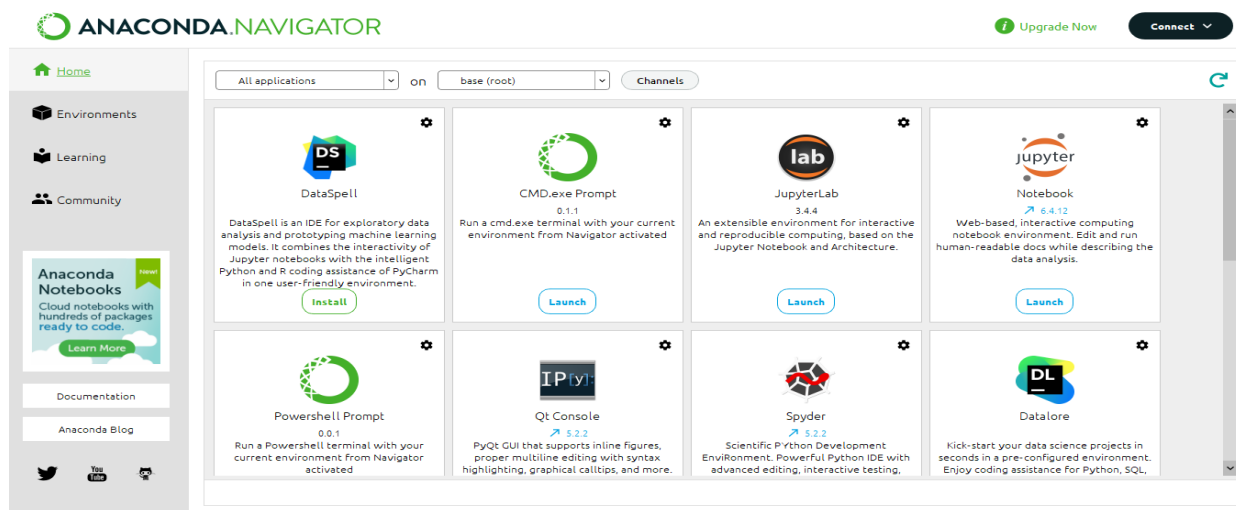 ANACONDA.NAVIGATOR
Upgrade Now
Connect
Home
Environments
Learning
Community
Anaconda
Notebooks
New!
Cloud notebooks with
hundreds of packages
ready to code.
Learn More
Documentation
Anaconda Blog
You
Tube
All applications
on
base (root)
Channels
DS
DataSpell
DataSpell is an IDE for exploratory data
analysis and prototyping machine learning
models. It combines the interactivity of
Jupyter notebooks with the intelligent
Python and R coding assistance of PyCharm
in one user-friendly environment.
Install
CMD.exe Prompt
0.1.1
Run a cmd.exe terminal with your current
environment from Navigator activated
Launch
lab
JupyterLab
3.4.4
An extensible environment for interactive
and reproducible computing, based on the
Jupyter Notebook and Architecture.
Launch
jupyter
Notebook
6.4.12
Web-based, interactive computing
notebook environment. Edit and run
human-readable docs while describing the
data analysis.
Launch
Powershell Prompt
0.0.1
Run a Powershell terminal with your
current environment from Navigator
activated
IP[y]:
Qt Console
5.2.2
PyQt GUI that supports inline figures,
proper multiline editing with syntax
highlighting, graphical calltips, and more.
Spyder
5.2.2
Scientific PYthon Development
EnviRonment. Powerful Python IDE with
advanced editing, interactive testing,
DL
Datalore
Kick-start your data science projects in
seconds in a pre-configured environment.
Enjoy coding assistance for Python, SQL,